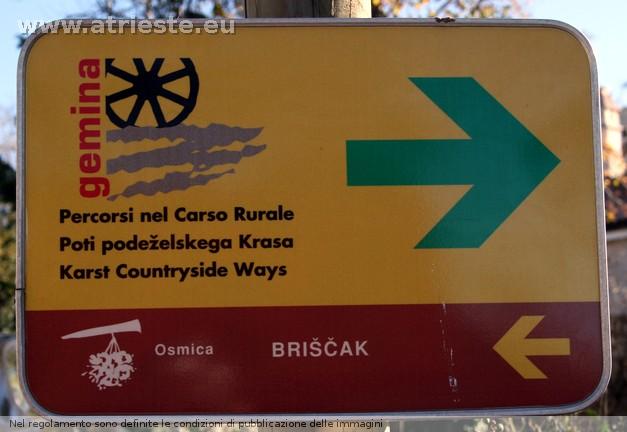 www.atrieste.eu
gemina
Percorsi nel Carso Rurale
Poti podeželskega Krasa
Karst Countryside Ways
Osmica BRIŠČAK
Nel regolamento sono definite le condizioni di pubblicazione delle immagini